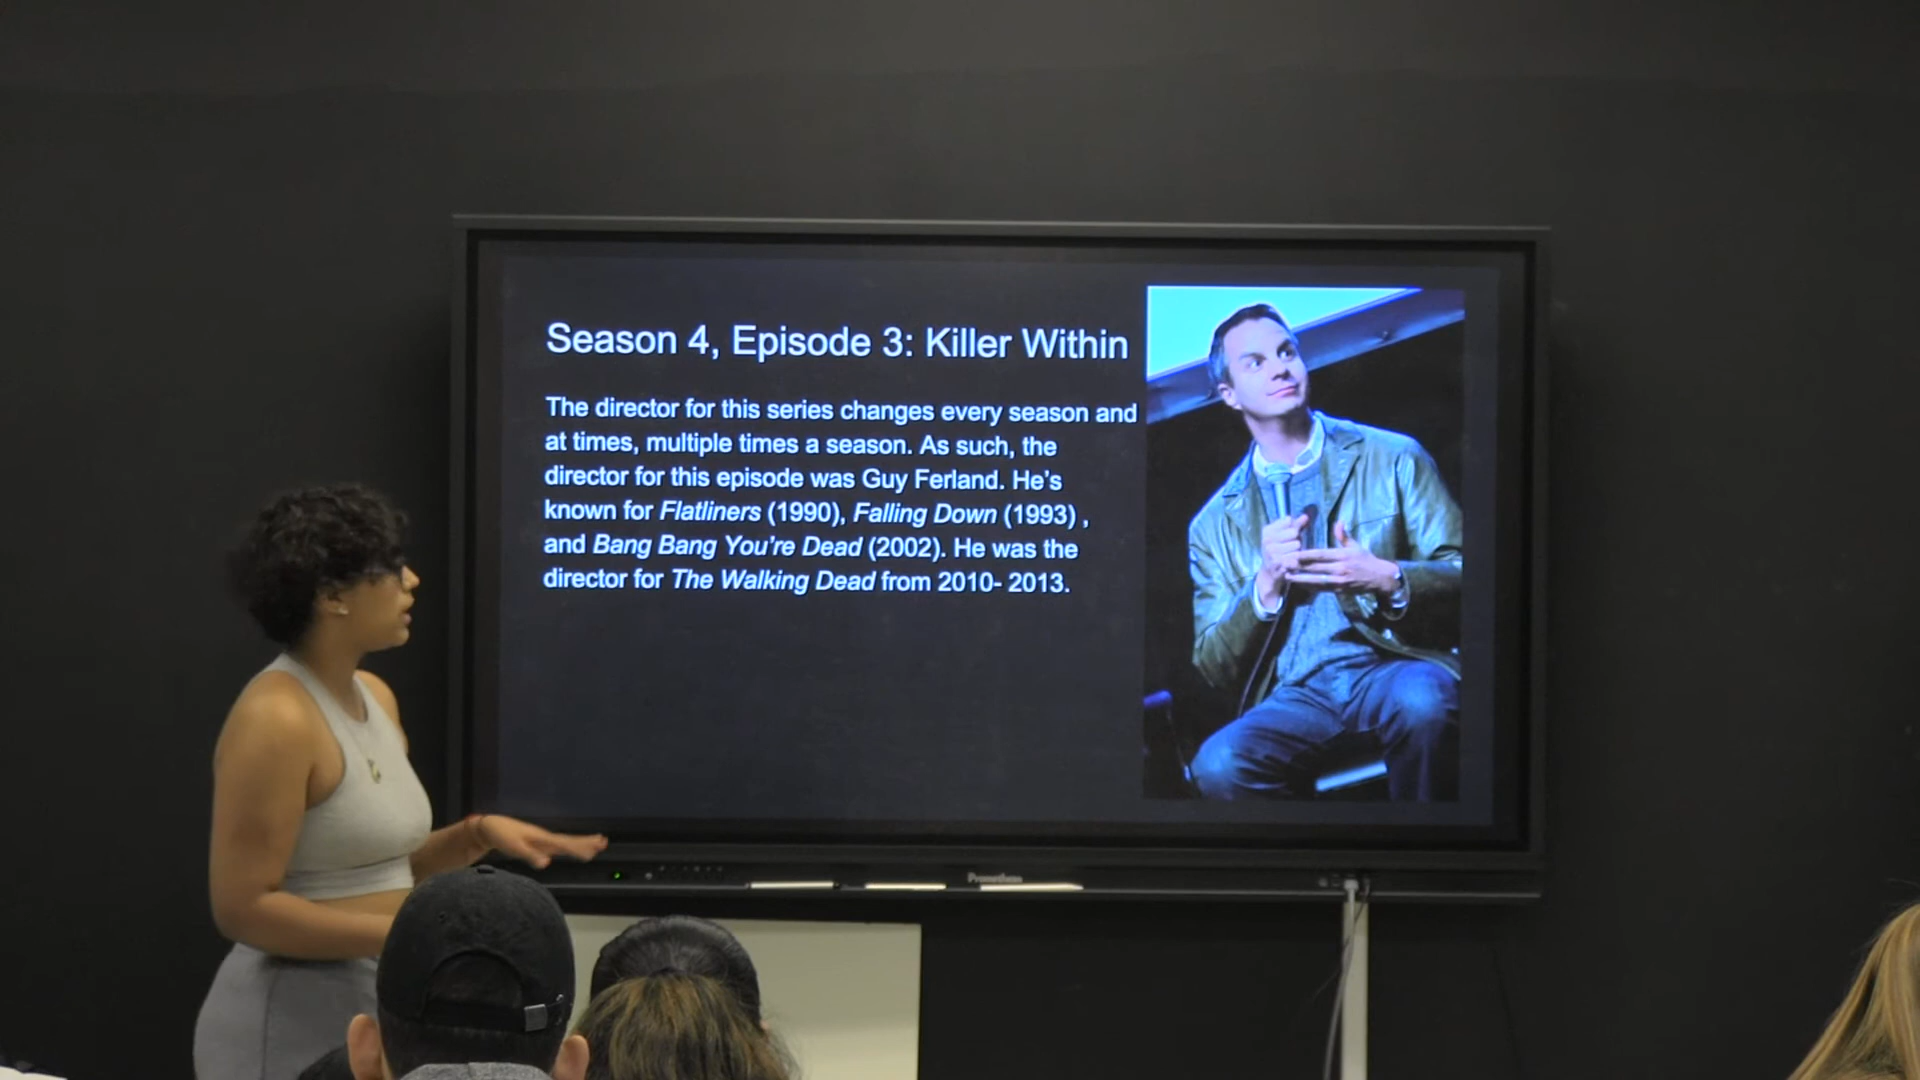 Season 4, Episode 3: Killer Within
The director for this series changes every season and
at times, multiple times a season. As such, the
director for this episode was Guy Ferland. He's
known for Flatliners (1990), Falling Down (1993) ,
and Bang Bang You're Dead (2002). He was the
director for The Walking Dead from 2010- 2013.
Promethean